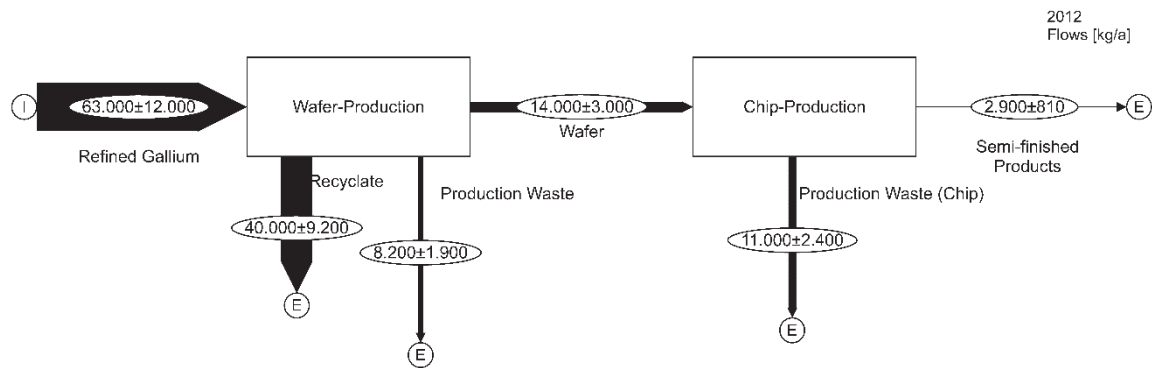 2012
Flows [kg/a]
I
63.000±12.000
Refined Gallium
Wafer-Production
14.000±3.000
Wafer
Chip-Production
2.900±810
E
Semi-finished
Products
Recyclate
40.000±9.200
E
Production Waste
8.200±1.900
E
Production Waste (Chip)
11.000±2.400
E